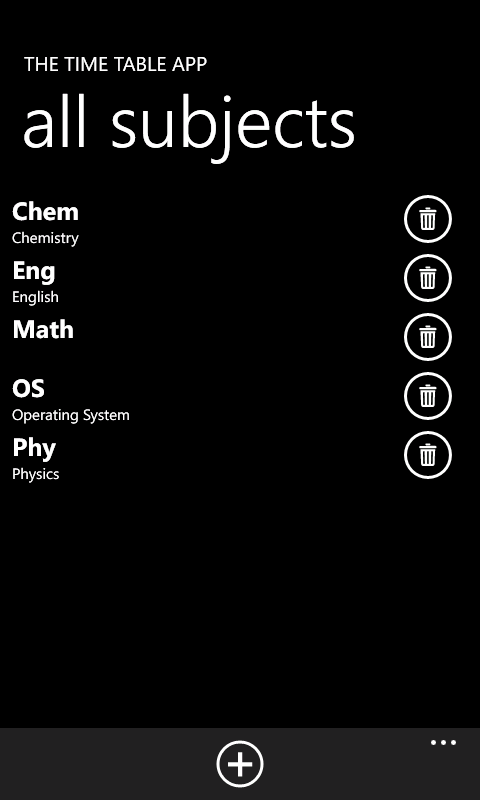 THE TIME TABLE APP
all subjects
Chem
Chemistry
Eng
English
Math
OS
Operating System
Phy
Physics